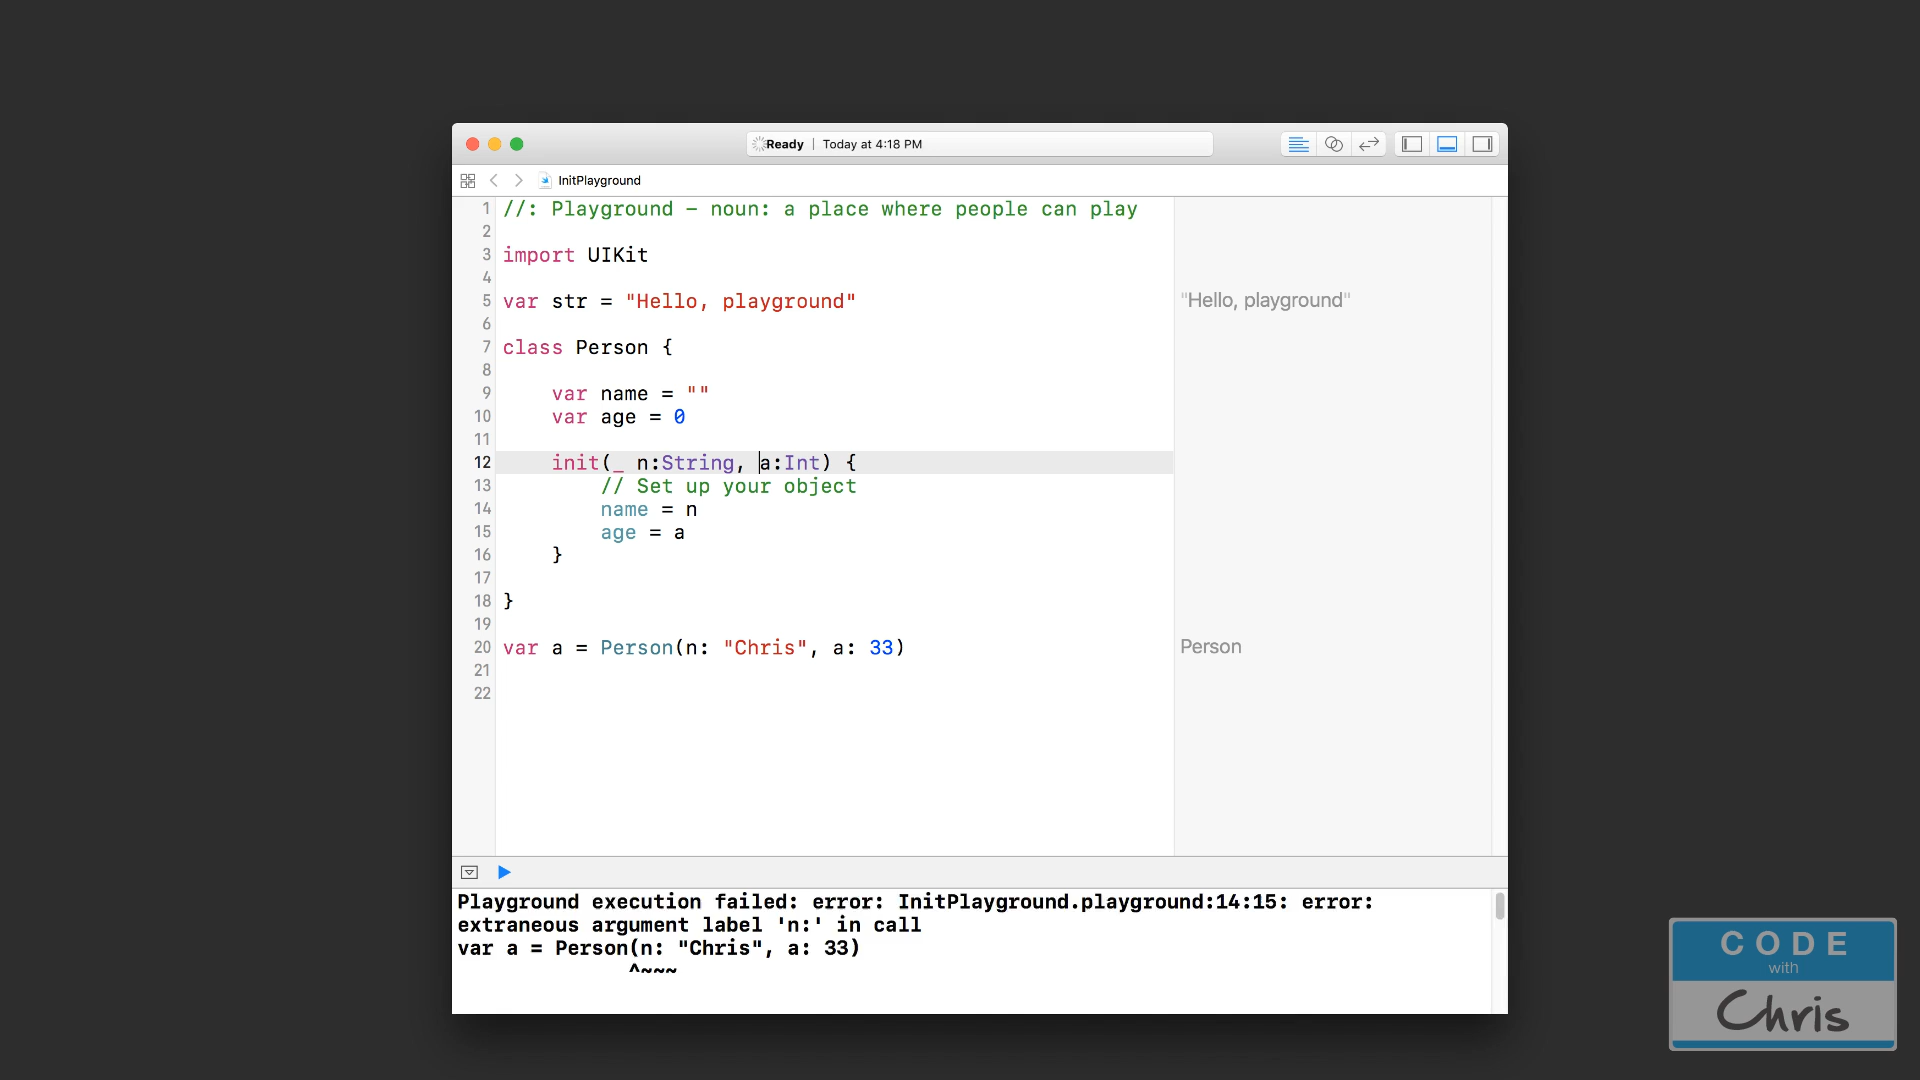 Ready | Today at 4:18 PM
InitPlayground
1 //: Playground – noun: a place where people can play
2
3 import UIKit
4
5 var str = "Hello, playground" "Hello, playground"
6
7 class Person {
8
9 var name = ""
10 var age = 0
11
12 init(_ n:String, a:Int) {
13 // Set up your object
14 name = n
15 age = a
16 }
17
18 }
19
20 var a = Person(n: "Chris", a: 33) Person
21
22
Playground execution failed: error: InitPlayground.playground:14:15: error:
extraneous argument label 'n:' in call
var a = Person(n: "Chris", a: 33)
^~~~
CODE
with
Chris